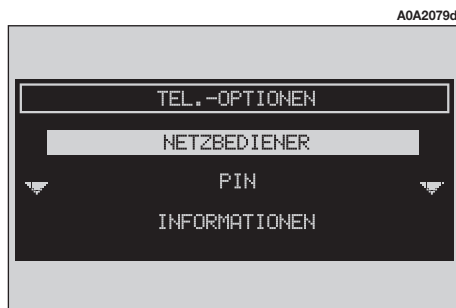 A0A2079d
TEL.-OPTIONEN
NETZBEDIENER
PIN
INFORMATIONEN